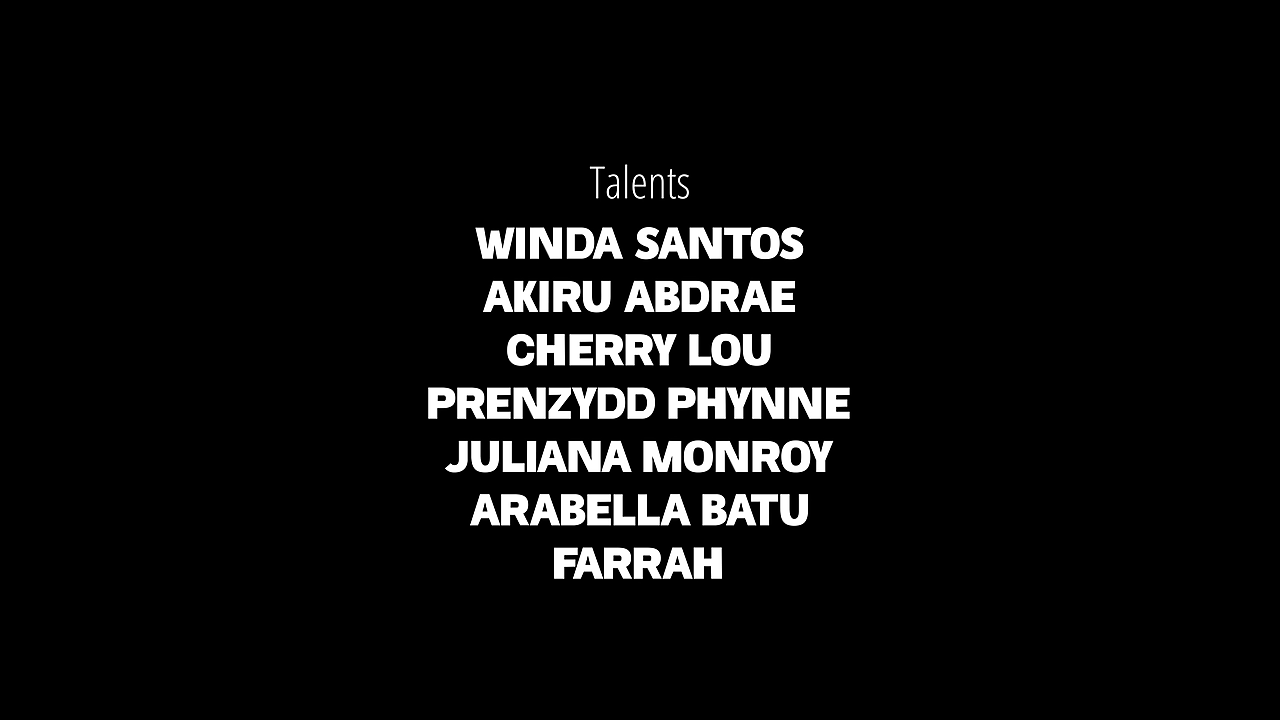 Talents
WINDA SANTOS
AKIRU ABDRAE
CHERRY LOU
PRENZYDD PHYNNE
JULIANA MONROY
ARABELLA BATU
FARRAH